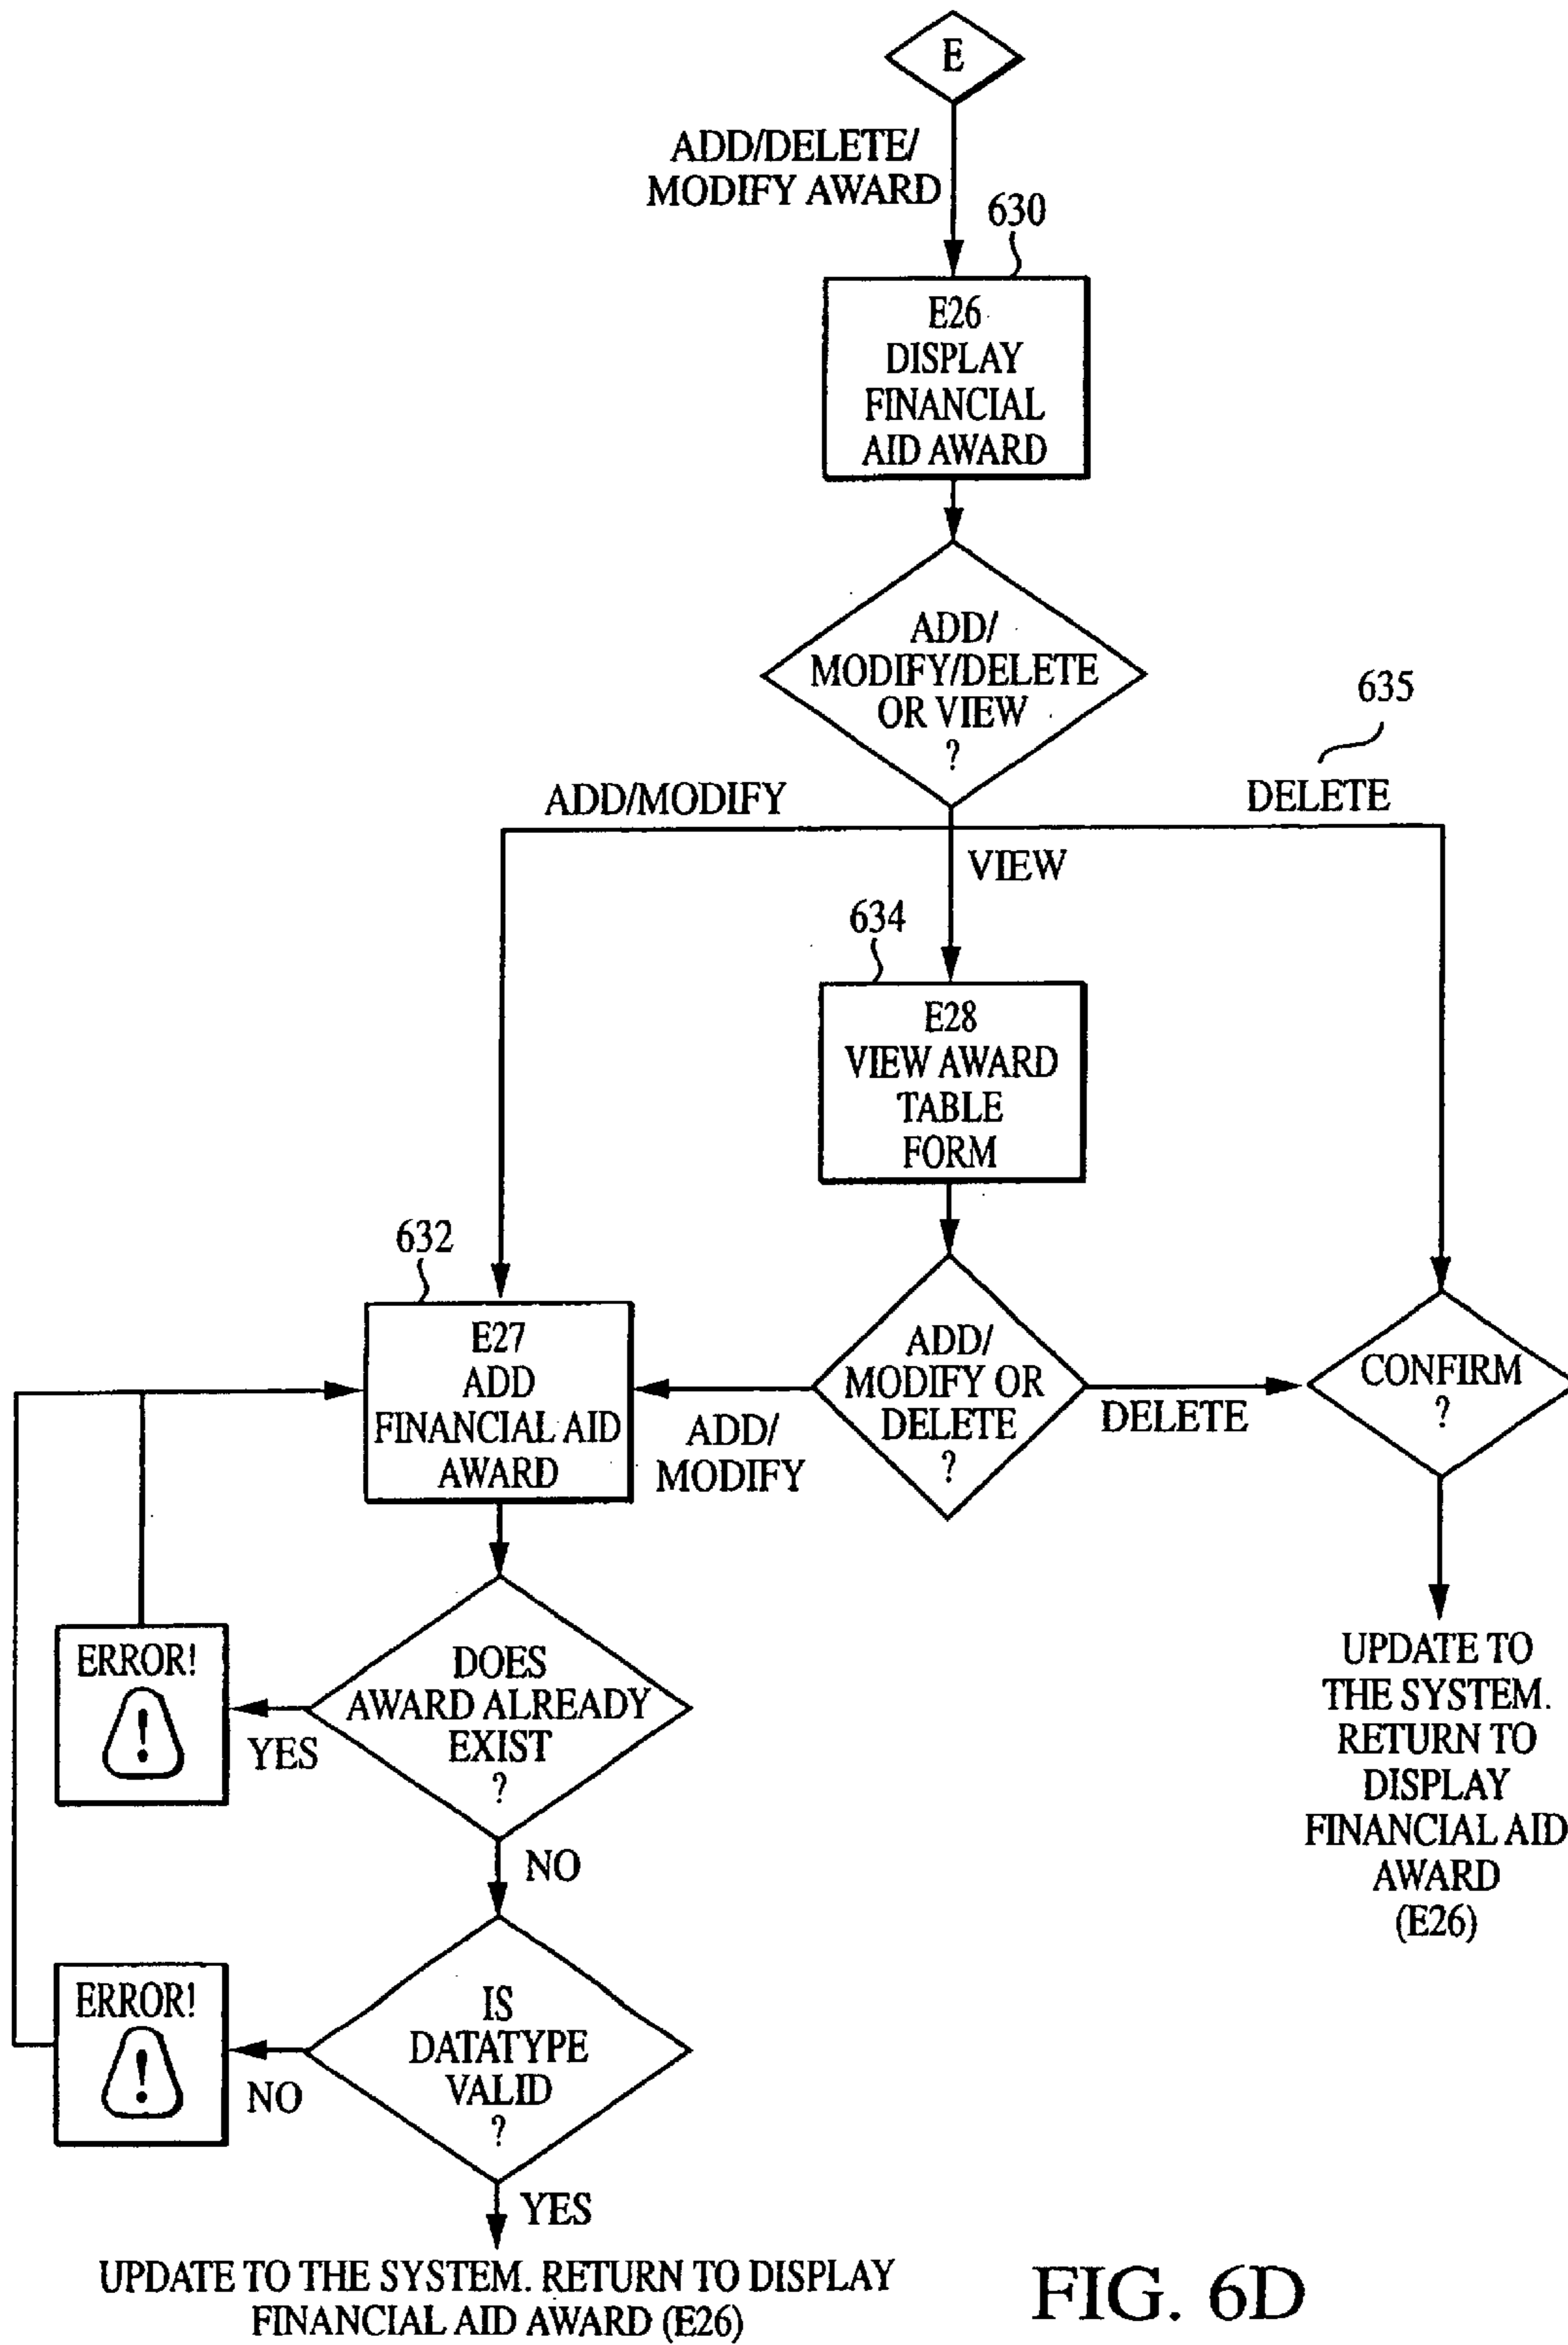 E
ADD/DELETE/
MODIFY AWARD
630
E26
DISPLAY
FINANCIAL
AID AWARD
ADD/
MODIFY/DELETE
OR VIEW
?
635
ADD/MODIFY
DELETE
VIEW
634
E28
VIEW AWARD
TABLE
FORM
632
E27
ADD
FINANCIAL AID
AWARD
ADD/
MODIFY
ADD/
MODIFY OR
DELETE
?
DELETE
CONFIRM
?
ERROR!
!
YES
DOES
AWARD ALREADY
EXIST
?
NO
UPDATE TO
THE SYSTEM.
RETURN TO
DISPLAY
FINANCIAL AID
AWARD
(E26)
ERROR!
!
NO
IS
DATATYPE
VALID
?
YES
UPDATE TO THE SYSTEM. RETURN TO DISPLAY
FINANCIAL AID AWARD (E26)
FIG. 6D